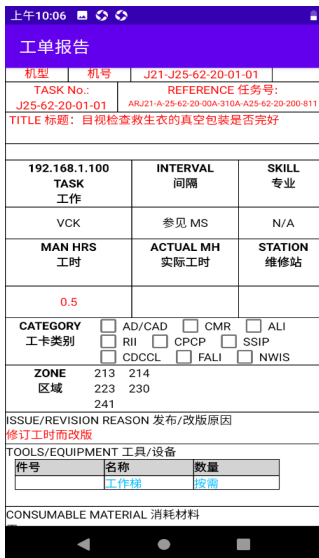 上午10:06
工单报告
机型 机号 J21-J25-62-20-01-01
TASK No.: REFERENCE 任务号:
J25-62-20-01-01 ARJ21-A-25-62-20-00A-310A-A25-62-20-200-811
TITLE 标题：目视检查救生衣的真空包装是否完好
192.168.1.100 INTERVAL SKILL
TASK 间隔 专业
工作
VCK 参见 MS N/A
MAN HRS ACTUAL MH STATION
工时 实际工时 维修站
0.5
CATEGORY AD/CAD CMR ALI
工卡类别 RII CPCP SSIP
CDCCL FALI NWIS
ZONE 213 214
区域 223 230
241
ISSUE/REVISION REASON 发布/改版原因
修订工时而改版
TOOLS/EQUIPMENT 工具/设备
件号 名称 数量
工作梯 按需
CONSUMABLE MATERIAL 消耗材料